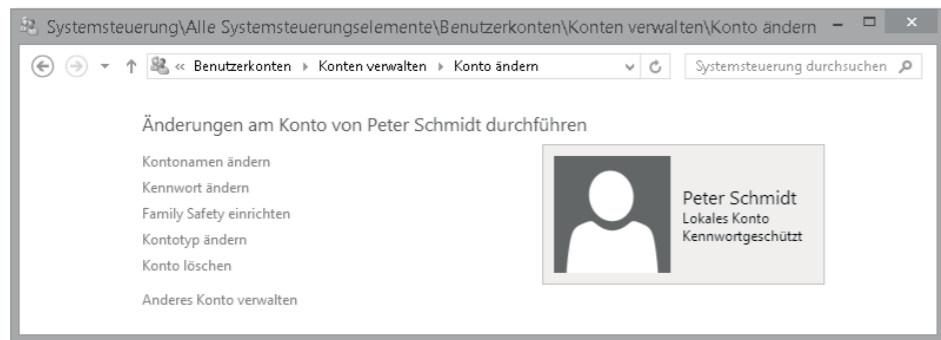 Systemsteuerung\Alle Systemsteuerungselemente\Benutzerkonten\Konten verwalten\Konto ändern
« Benutzerkonten Konten verwalten Konto ändern
Systemsteuerung durchsuchen
Änderungen am Konto von Peter Schmidt durchführen
Kontonamen ändern
Kennwort ändern
Family Safety einrichten
Kontotyp ändern
Konto löschen
Anderes Konto verwalten
Peter Schmidt
Lokales Konto
Kennwortgeschützt